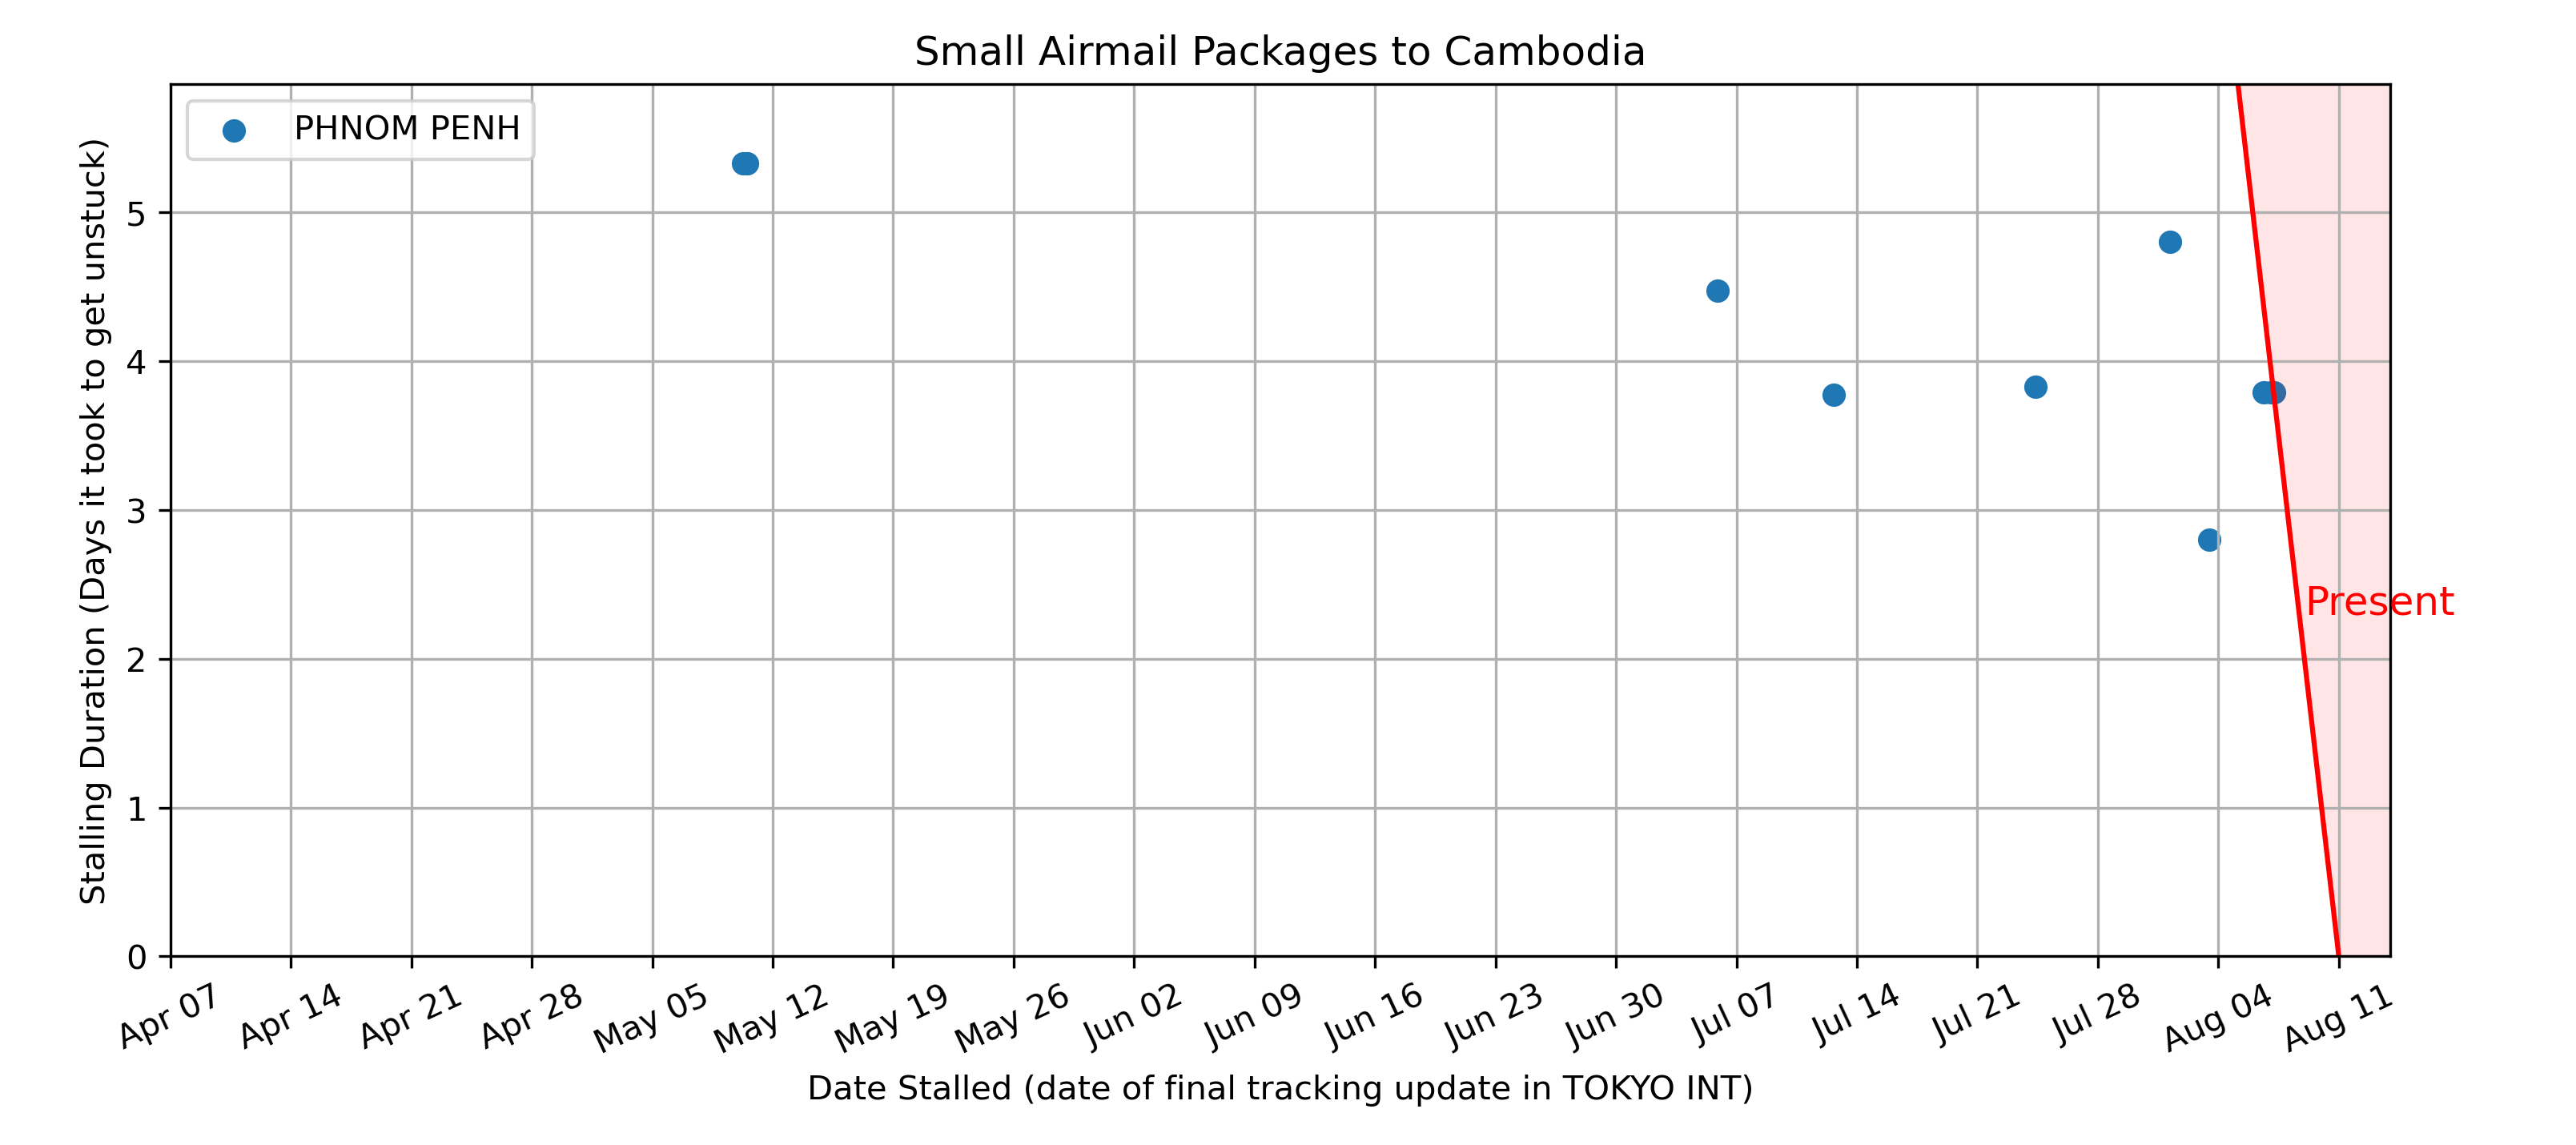 Small Airmail Packages to Cambodia
PHNOM PENH
Stalling Duration (Days it took to get unstuck)
5
4
3
2
1
0
Present
Apr 07
Apr 14
Apr 21
Apr 28
May 05
May 12
May 19
May 26
Jun 02
Jun 09
Jun 16
Jun 23
Jun 30
Jul 07
Jul 14
Jul 21
Jul 28
Aug 04
Aug 11
Date Stalled (date of final tracking update in TOKYO INT)